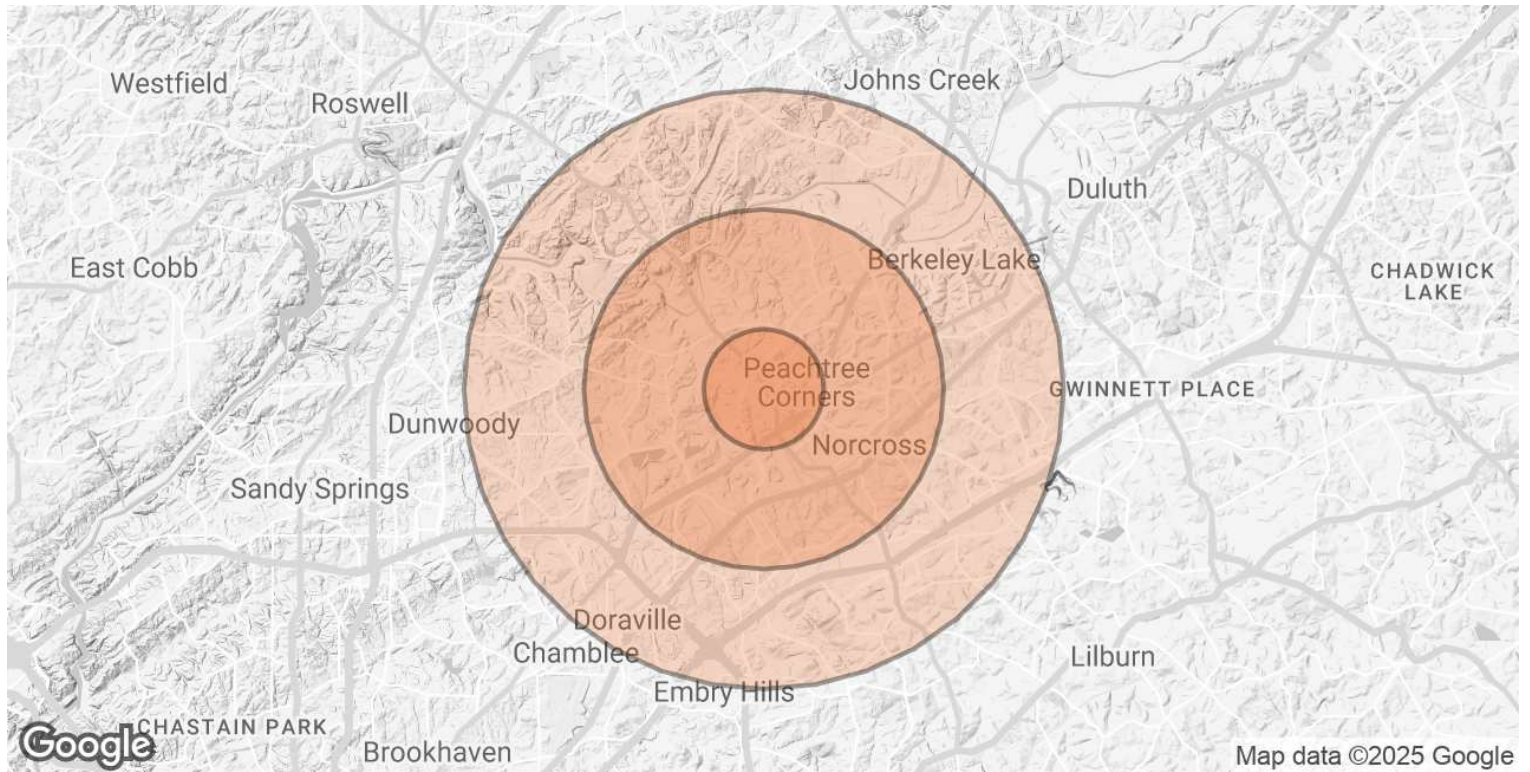 Westfield
Roswell
Johns Creek
Duluth
East Cobb
Berkeley Lake
CHADWICK
LAKE
Peachtree
Corners
GWINNETT PLACE
Dunwoody
Norcross
Sandy Springs
Doraville
Chamblee
Lilburn
Embry Hills
CHASTAIN PARK
Google
Brookhaven
Map data ©2025 Google